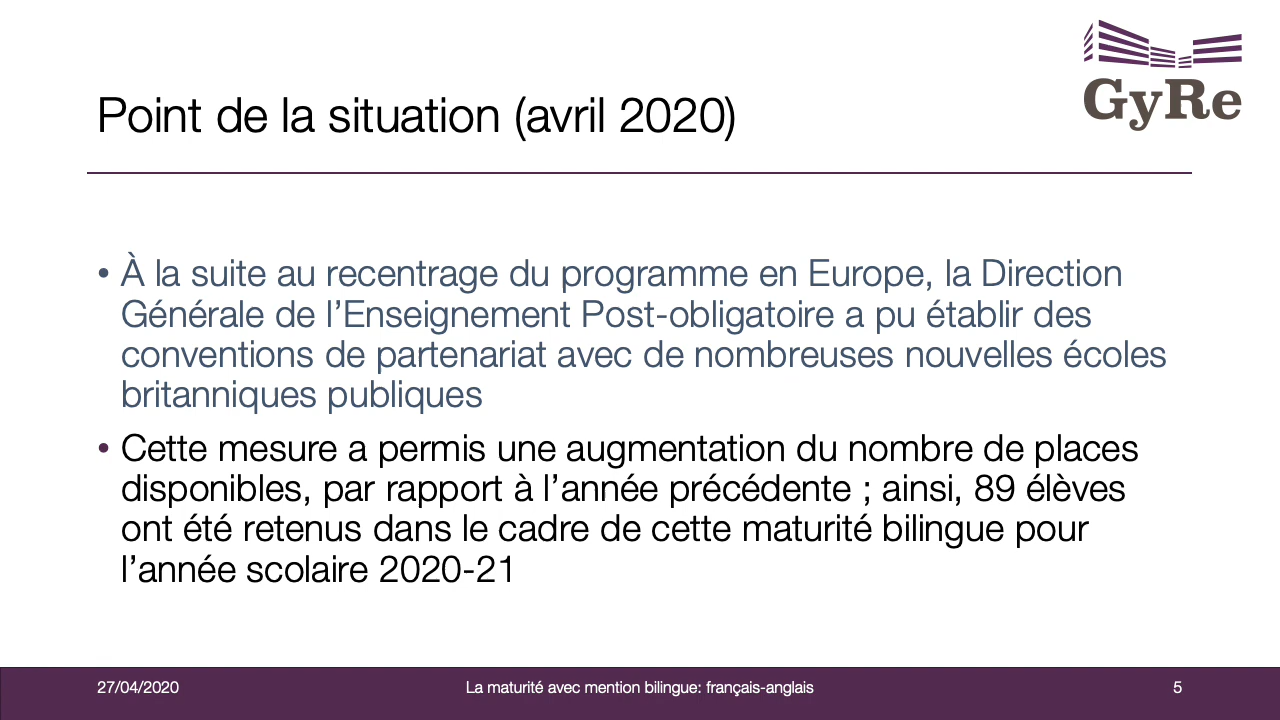 GyRe
Point de la situation (avril 2020)
• À la suite au recentrage du programme en Europe, la Direction
Générale de l’Enseignement Post-obligatoire a pu établir des
conventions de partenariat avec de nombreuses nouvelles écoles
britanniques publiques
• Cette mesure a permis une augmentation du nombre de places
disponibles, par rapport à l’année précédente ; ainsi, 89 élèves
ont été retenus dans le cadre de cette maturité bilingue pour
l’année scolaire 2020-21
27/04/2020
La maturité avec mention bilingue: français-anglais
5